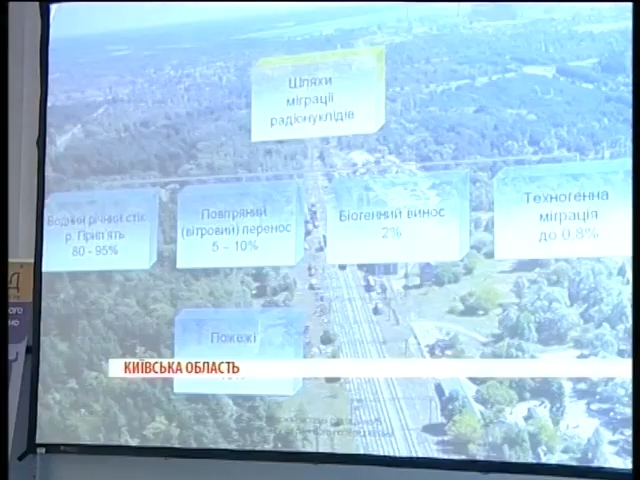 Шляхи
міграції
радіонуклідів
Водний річний стік
р. Прип'ять
80 - 95%
Повітряний
(вітровий) перенос
5 – 10%
Біогенний винос
2%
Техногенна
міграція
до 0.8%
Пожежі
КИЇВСЬКА ОБЛАСТЬ